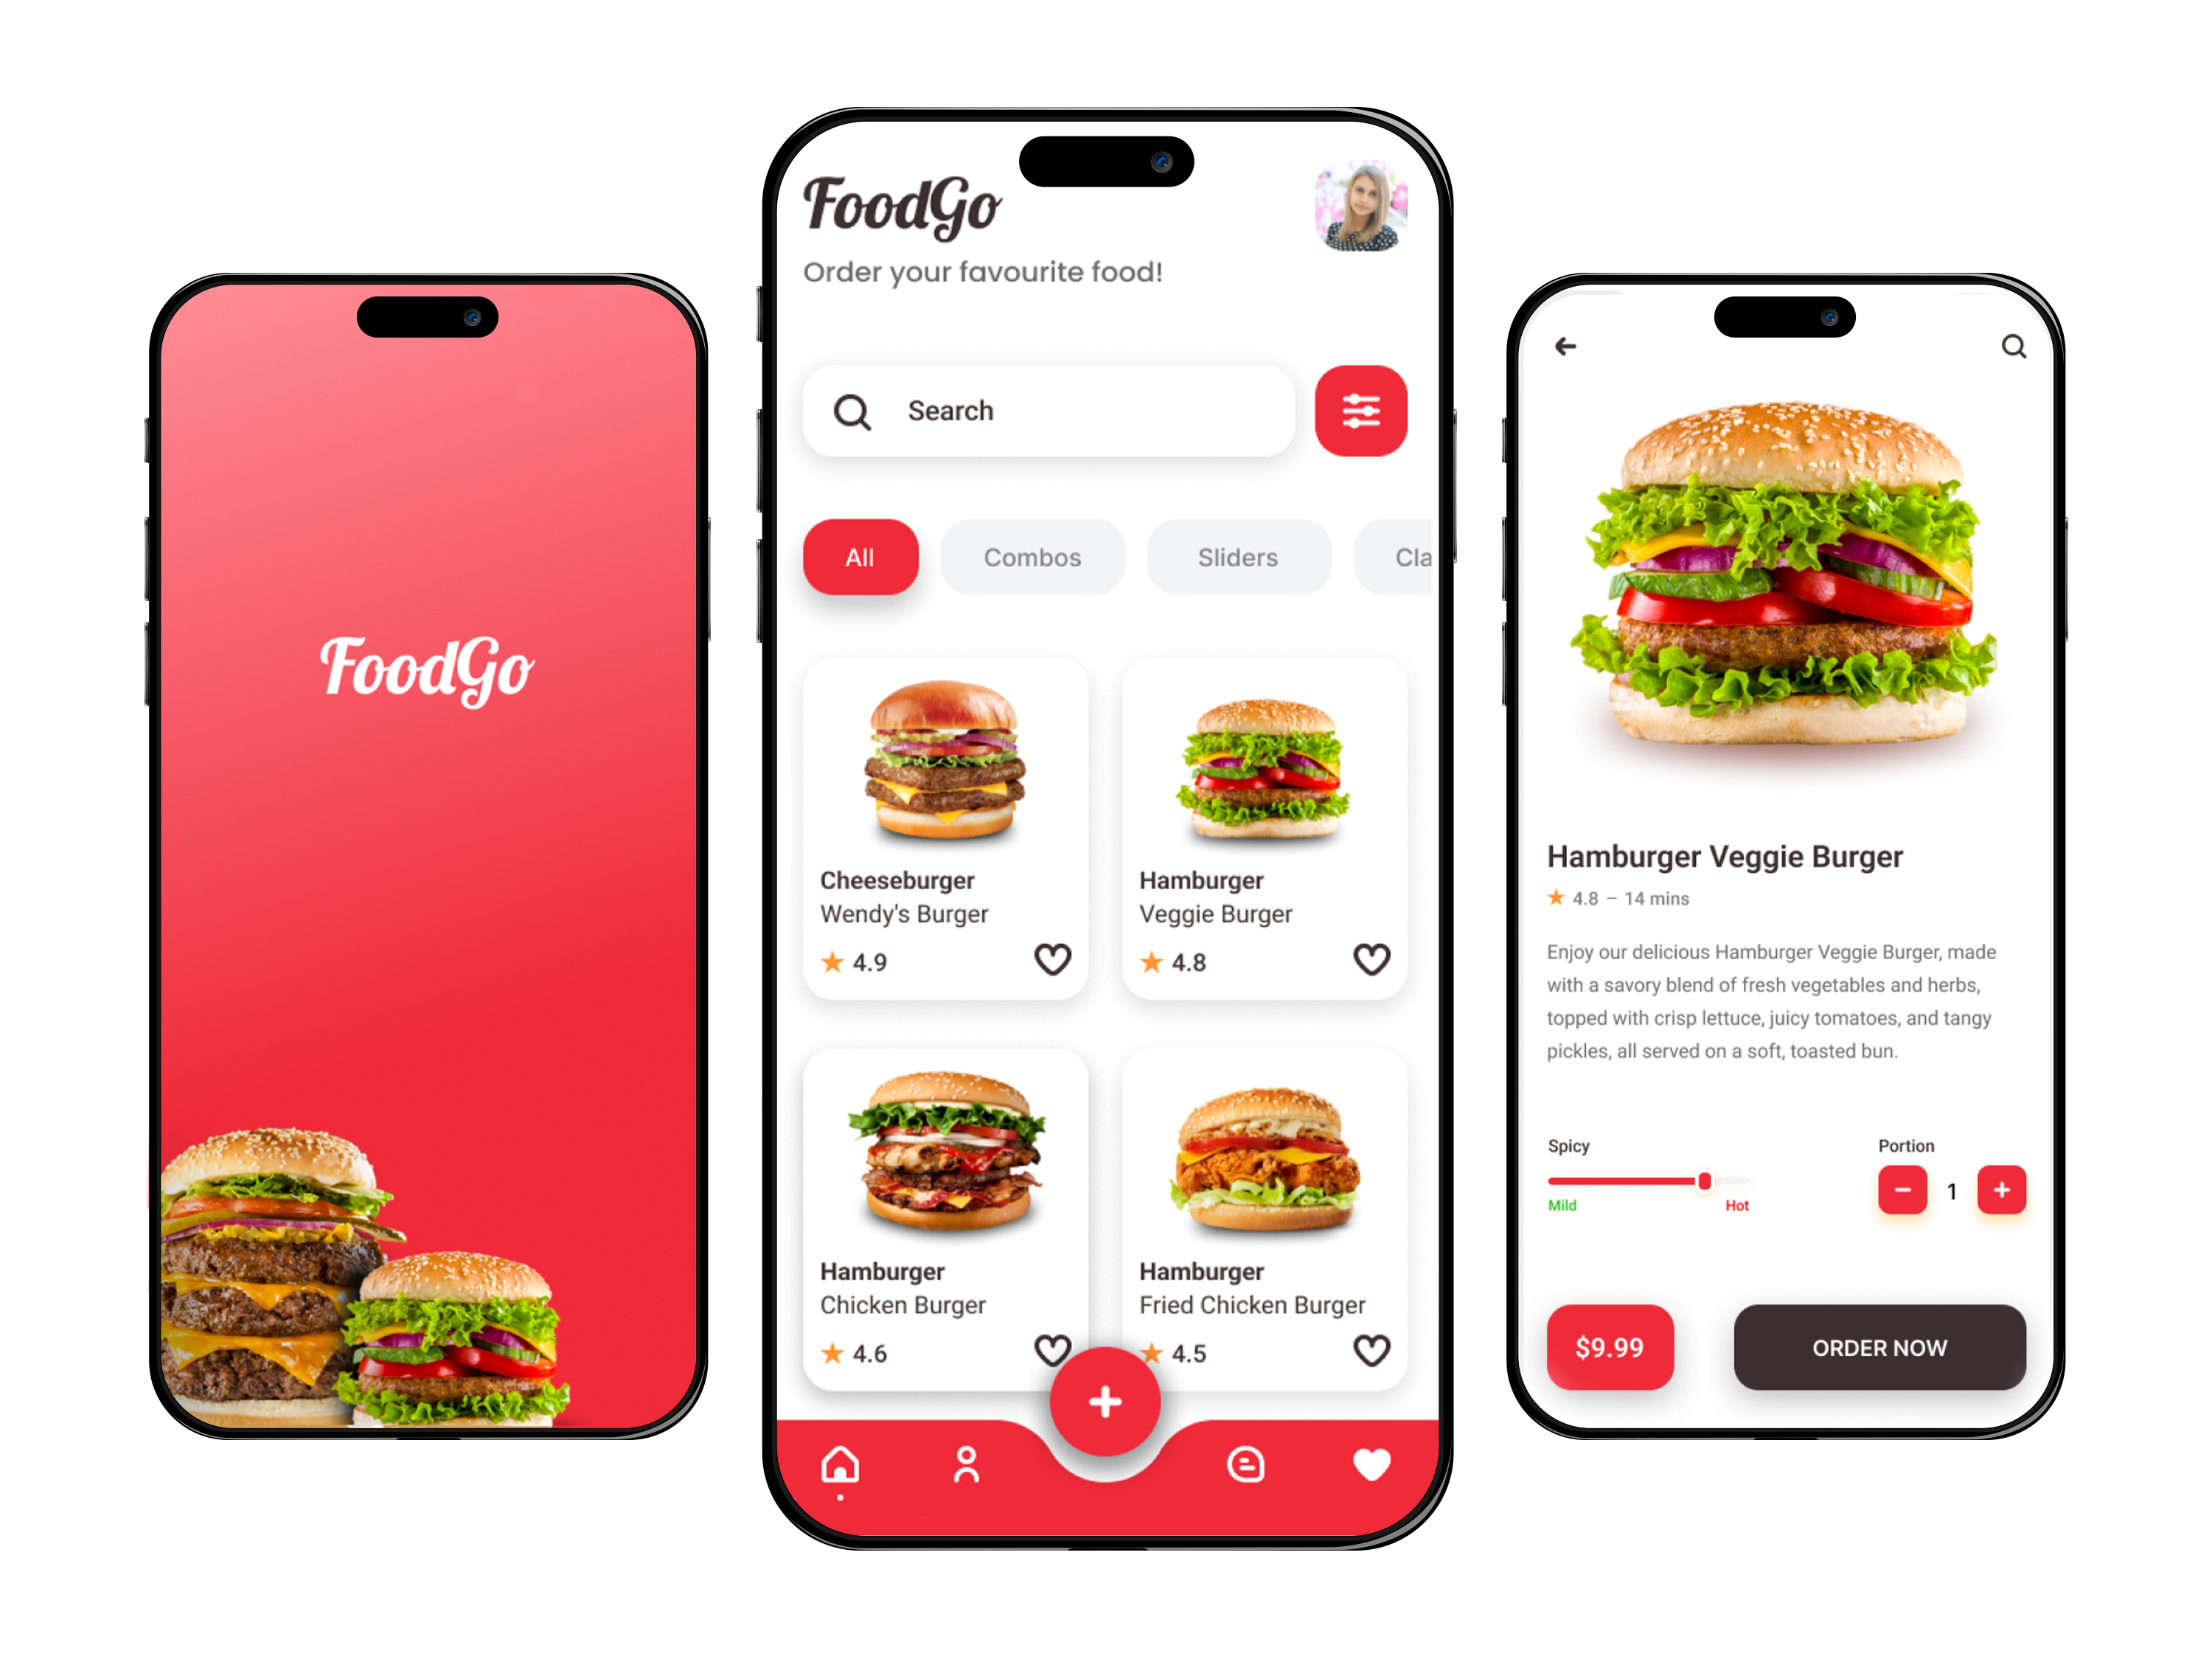 FoodGo
FoodGo
Order your favourite food!
Search
All Combos Sliders Cla
Cheeseburger
Wendy's Burger
4.9
Hamburger
Veggie Burger
4.8
Hamburger
Chicken Burger
4.6
Hamburger
Fried Chicken Burger
4.5
Hamburger Veggie Burger
4.8 – 14 mins
Enjoy our delicious Hamburger Veggie Burger, made
with a savory blend of fresh vegetables and herbs,
topped with crisp lettuce, juicy tomatoes, and tangy
pickles, all served on a soft, toasted bun.
Spicy
Mild Hot
Portion
1
$9.99
ORDER NOW